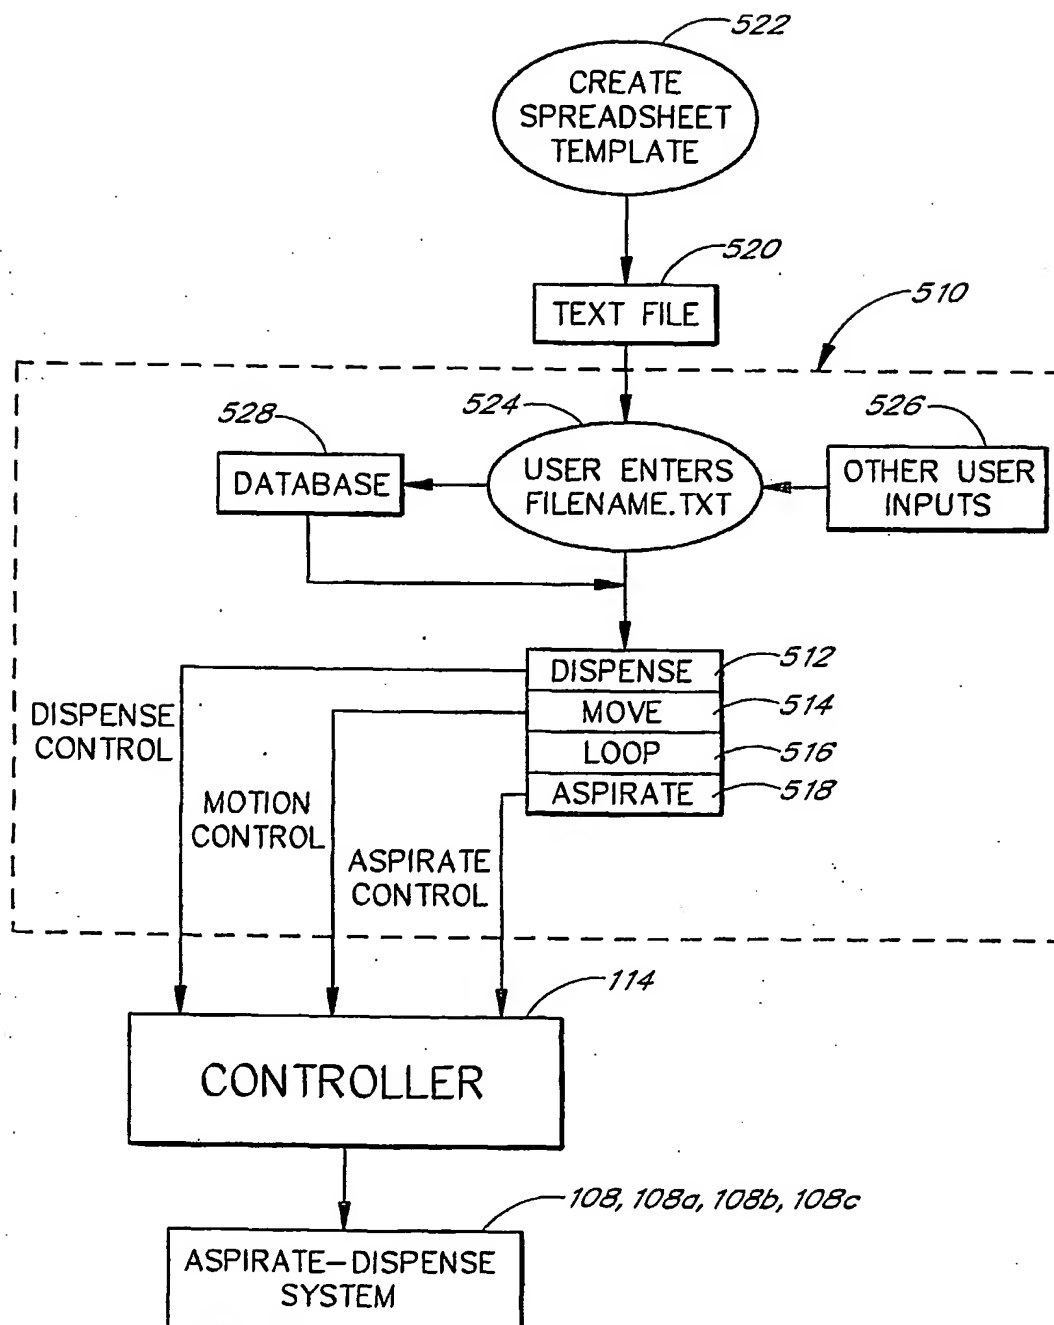 522
CREATE
SPREADSHEET
TEMPLATE
520
TEXT FILE
510
528
524
526
DATABASE
USER ENTERS
FILENAME.TXT
OTHER USER
INPUTS
DISPENSE
512
MOVE
514
LOOP
516
ASPIRATE
518
DISPENSE
CONTROL
MOTION
CONTROL
ASPIRATE
CONTROL
114
CONTROLLER
108, 108a, 108b, 108c
ASPIRATE-DISPENSE
SYSTEM